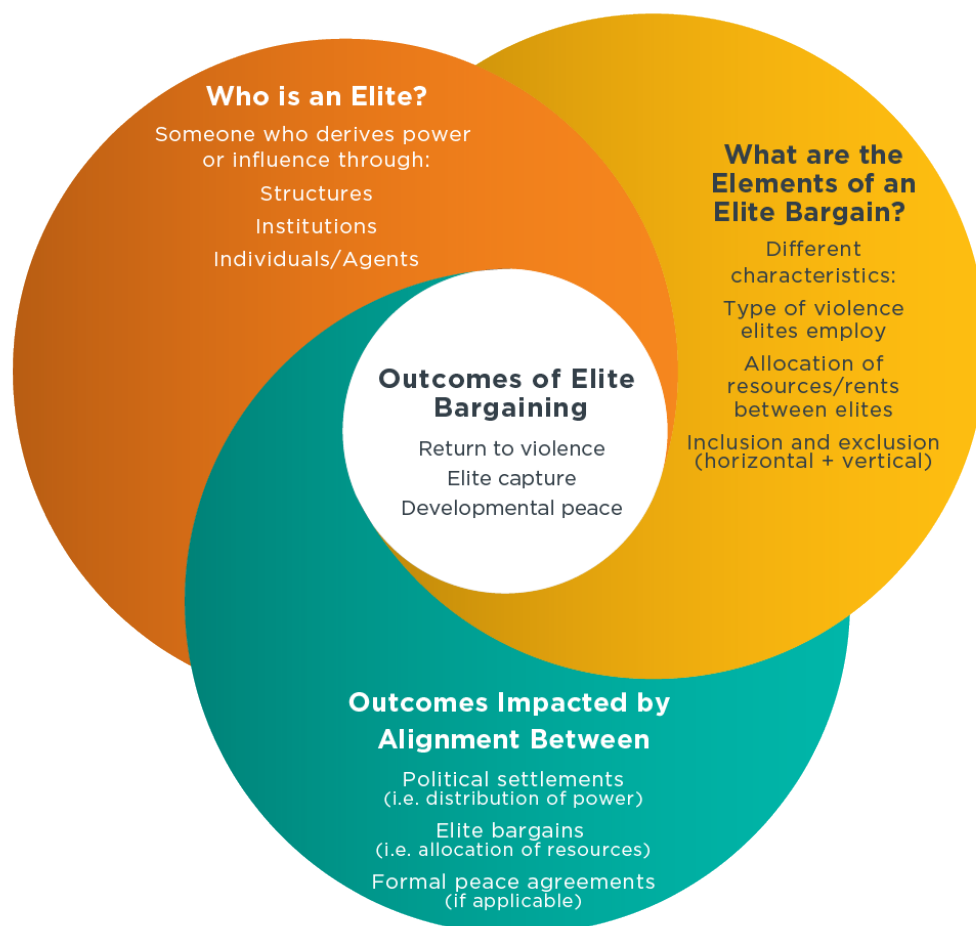 Who is an Elite?
Someone who derives power
or influence through:
Structures
Institutions
Individuals/Agents
What are the
Elements of an
Elite Bargain?
Different
characteristics:
Type of violence
elites employ
Allocation of
resources/rents
between elites
Inclusion and exclusion
(horizontal + vertical)
Outcomes of Elite
Bargaining
Return to violence
Elite capture
Developmental peace
Outcomes Impacted by
Alignment Between
Political settlements
(i.e. distribution of power)
Elite bargains
(i.e. allocation of resources)
Formal peace agreements
(if applicable)